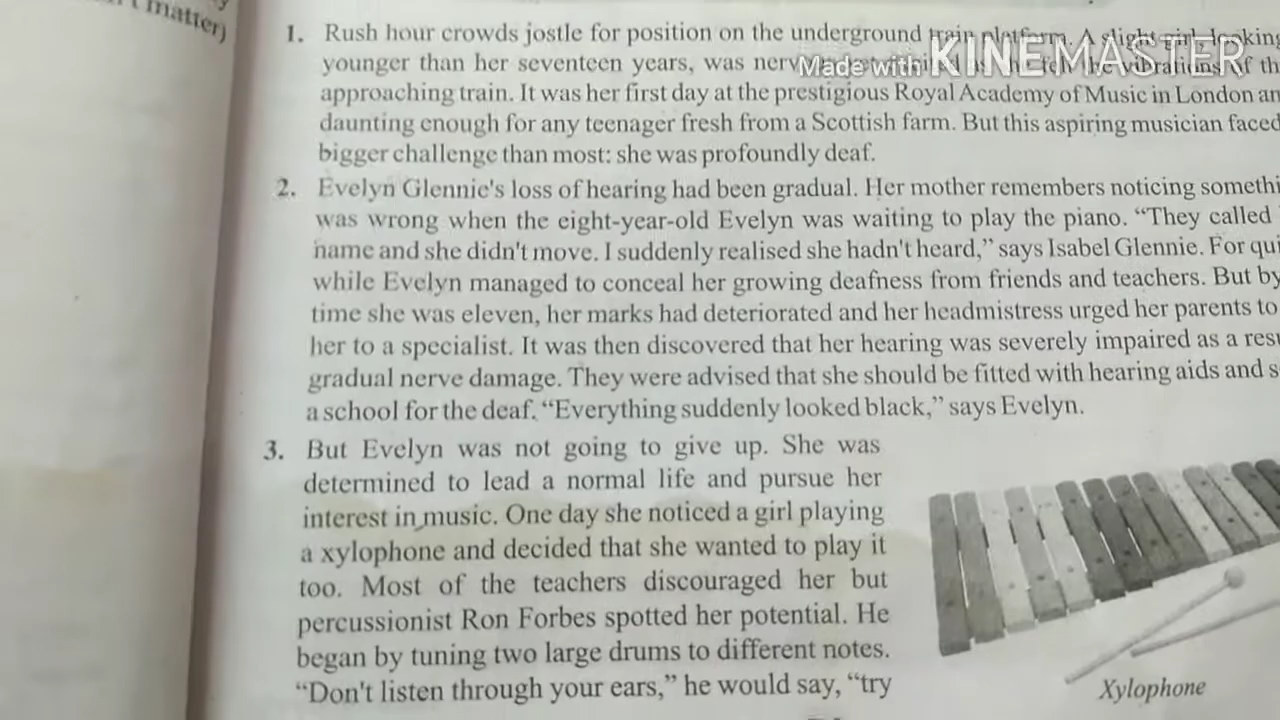 matter)
1. Rush hour crowds jostle for position on the underground train platform. A slight girl, looking
younger than her seventeen years, was of th
Made with KINEMASTER
approaching train. It was her first day at the prestigious Royal Academy of Music in London an
daunting enough for any teenager fresh from a Scottish farm. But this aspiring musician faced
bigger challenge than most: she was profoundly deaf.
2. Evelyn Glennie's loss of hearing had been gradual. Her mother remembers noticing somethi
was wrong when the eight-year-old Evelyn was waiting to play the piano. “They called
name and she didn't move. I suddenly realised she hadn't heard,” says Isabel Glennie. For qui
while Evelyn managed to conceal her growing deafness from friends and teachers. But by
time she was eleven, her marks had deteriorated and her headmistress urged her parents to
her to a specialist. It was then discovered that her hearing was severely impaired as a resu
gradual nerve damage. They were advised that she should be fitted with hearing aids and s
a school for the deaf. “Everything suddenly looked black,” says Evelyn.
3. But Evelyn was not going to give up. She was
determined to lead a normal life and pursue her
interest in music. One day she noticed a girl playing
a xylophone and decided that she wanted to play it
too. Most of the teachers discouraged her but
percussionist Ron Forbes spotted her potential. He
began by tuning two large drums to different notes.
“Don't listen through your ears,” he would say, “try
Xylophone